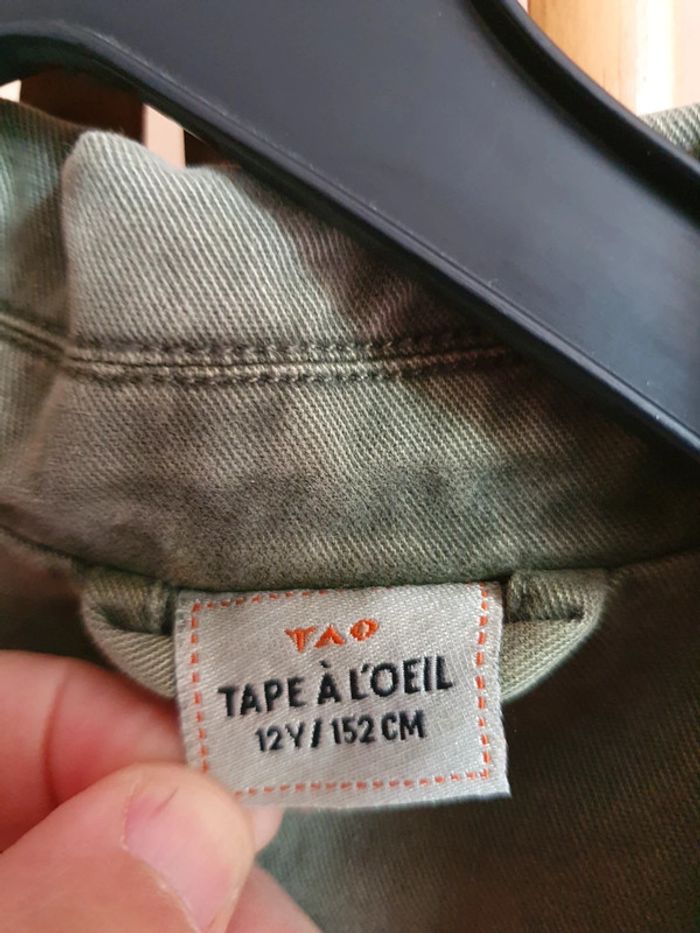 TAO
TAPE À L'OEIL
12Y/152 CM